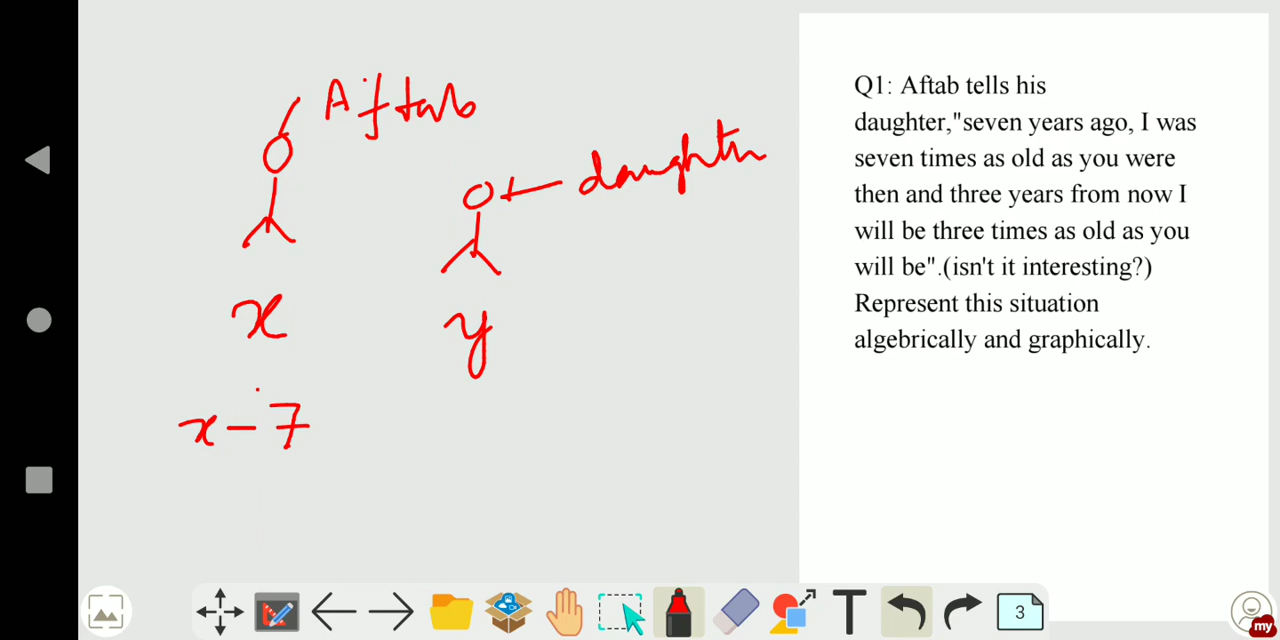 Aftab
daughter
x
y
x - 7
Q1: Aftab tells his
daughter,"seven years ago, I was
seven times as old as you were
then and three years from now I
will be three times as old as you
will be".(isn't it interesting?)
Represent this situation
algebrically and graphically.
T
3
my